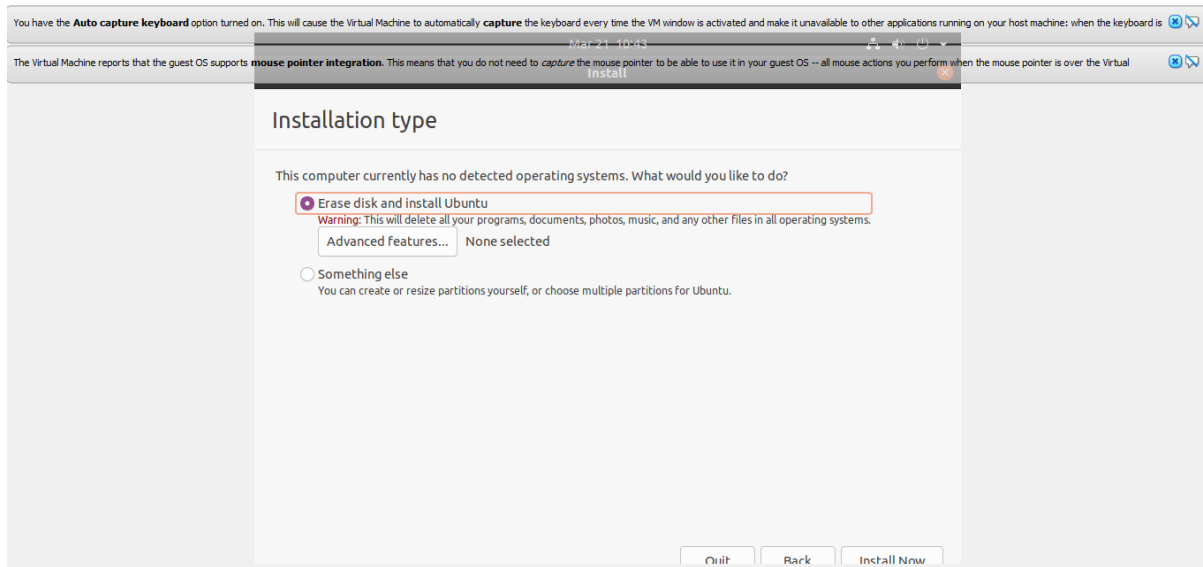 You have the Auto capture keyboard option turned on. This will cause the Virtual Machine to automatically capture the keyboard every time the VM window is activated and make it unavailable to other applications running on your host machine: when the keyboard is
Mar 21 10:43
The Virtual Machine reports that the guest OS supports mouse pointer integration. This means that you do not need to capture the mouse pointer to be able to use it in your guest OS -- all mouse actions you perform when the mouse pointer is over the Virtual
Install
Installation type
This computer currently has no detected operating systems. What would you like to do?
Erase disk and install Ubuntu
Warning: This will delete all your programs, documents, photos, music, and any other files in all operating systems.
Advanced features... None selected
Something else
You can create or resize partitions yourself, or choose multiple partitions for Ubuntu.
Quit Back Install Now